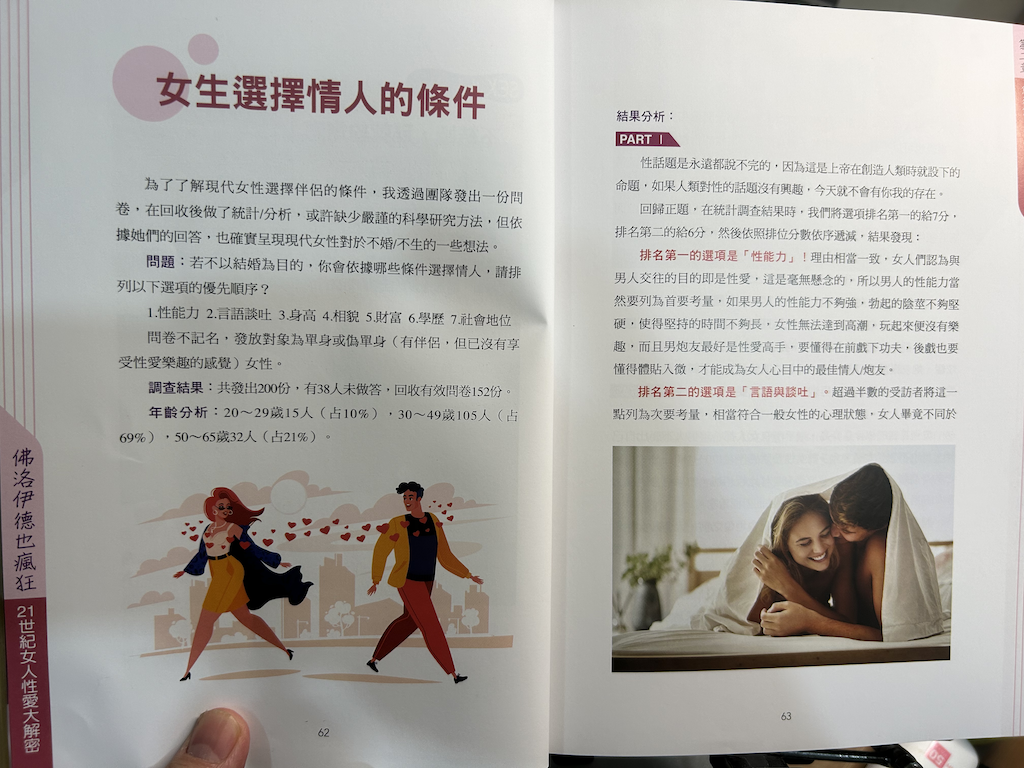 女生選擇情人的條件
為了了解現代女性選擇伴侶的條件，我透過團隊發出一份問
卷，在回收後做了統計/分析，或許缺少嚴謹的科學研究方法，但依
據她們的回答，也確實呈現現代女性對於不婚/不生的一些想法。
問題：若不以結婚為目的，你會依據哪些條件選擇情人，請排
列以下選項的優先順序？
1.性能力 2.言語談吐 3.身高 4.相貌 5.財富 6.學歷 7.社會地位
問卷不記名，發放對象為單身或偽單身（有伴侶，但已沒有享
受性愛樂趣的感覺）女性。
調查結果：共發出200份，有38人未做答，回收有效問卷152份。
年齡分析：20～29歲15人（占10%），30～49歲105人（占
69%），50～65歲32人（占21%）。
佛洛伊德也瘋狂
21世紀女人性愛大解密
62
結果分析：
PART 1
性話題是永遠都說不完的，因為這是上帝在創造人類時就設下的
命題，如果人類對性的話題沒有興趣，今天就不會有你我的存在。
回歸正題，在統計調查結果時，我們將選項排名第一的給7分，
排名第二的給6分，然後依照排位分數依序遞減，結果發現：
排名第一的選項是「性能力」！理由相當一致，女人們認為與
男人交往的目的即是性愛，這是毫無懸念的，所以男人的性能力當
然要列為首要考量，如果男人的性能力不夠強，勃起的陰莖不夠堅
硬，使得堅持的時間不夠長，女性無法達到高潮，玩起來便沒有樂
趣，而且男炮友最好是性愛高手，要懂得在前戲下功夫，後戲也要
懂得體貼入微，才能成為女人心目中的最佳情人/炮友。
排名第二的選項是「言語與談吐」。超過半數的受訪者將這一
點列為次要考量，相當符合一般女性的心理狀態，女人畢竟不同於
63